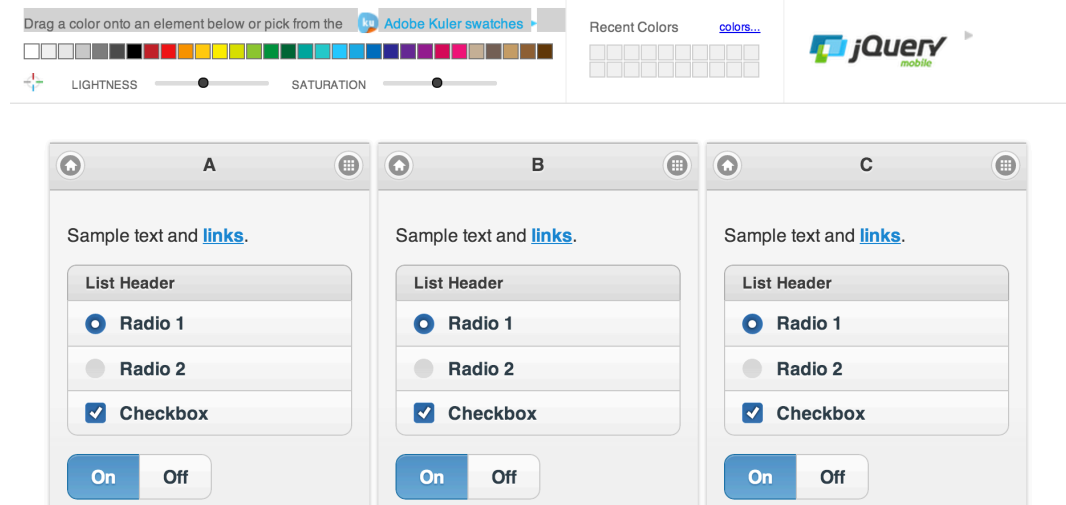 Drag a color onto an element below or pick from the ku Adobe Kuler swatches
LIGHTNESS SATURATION
Recent Colors colors...
jQuery
mobile
A
Sample text and links.
List Header
Radio 1
Radio 2
Checkbox
On Off
B
Sample text and links.
List Header
Radio 1
Radio 2
Checkbox
On Off
C
Sample text and links.
List Header
Radio 1
Radio 2
Checkbox
On Off